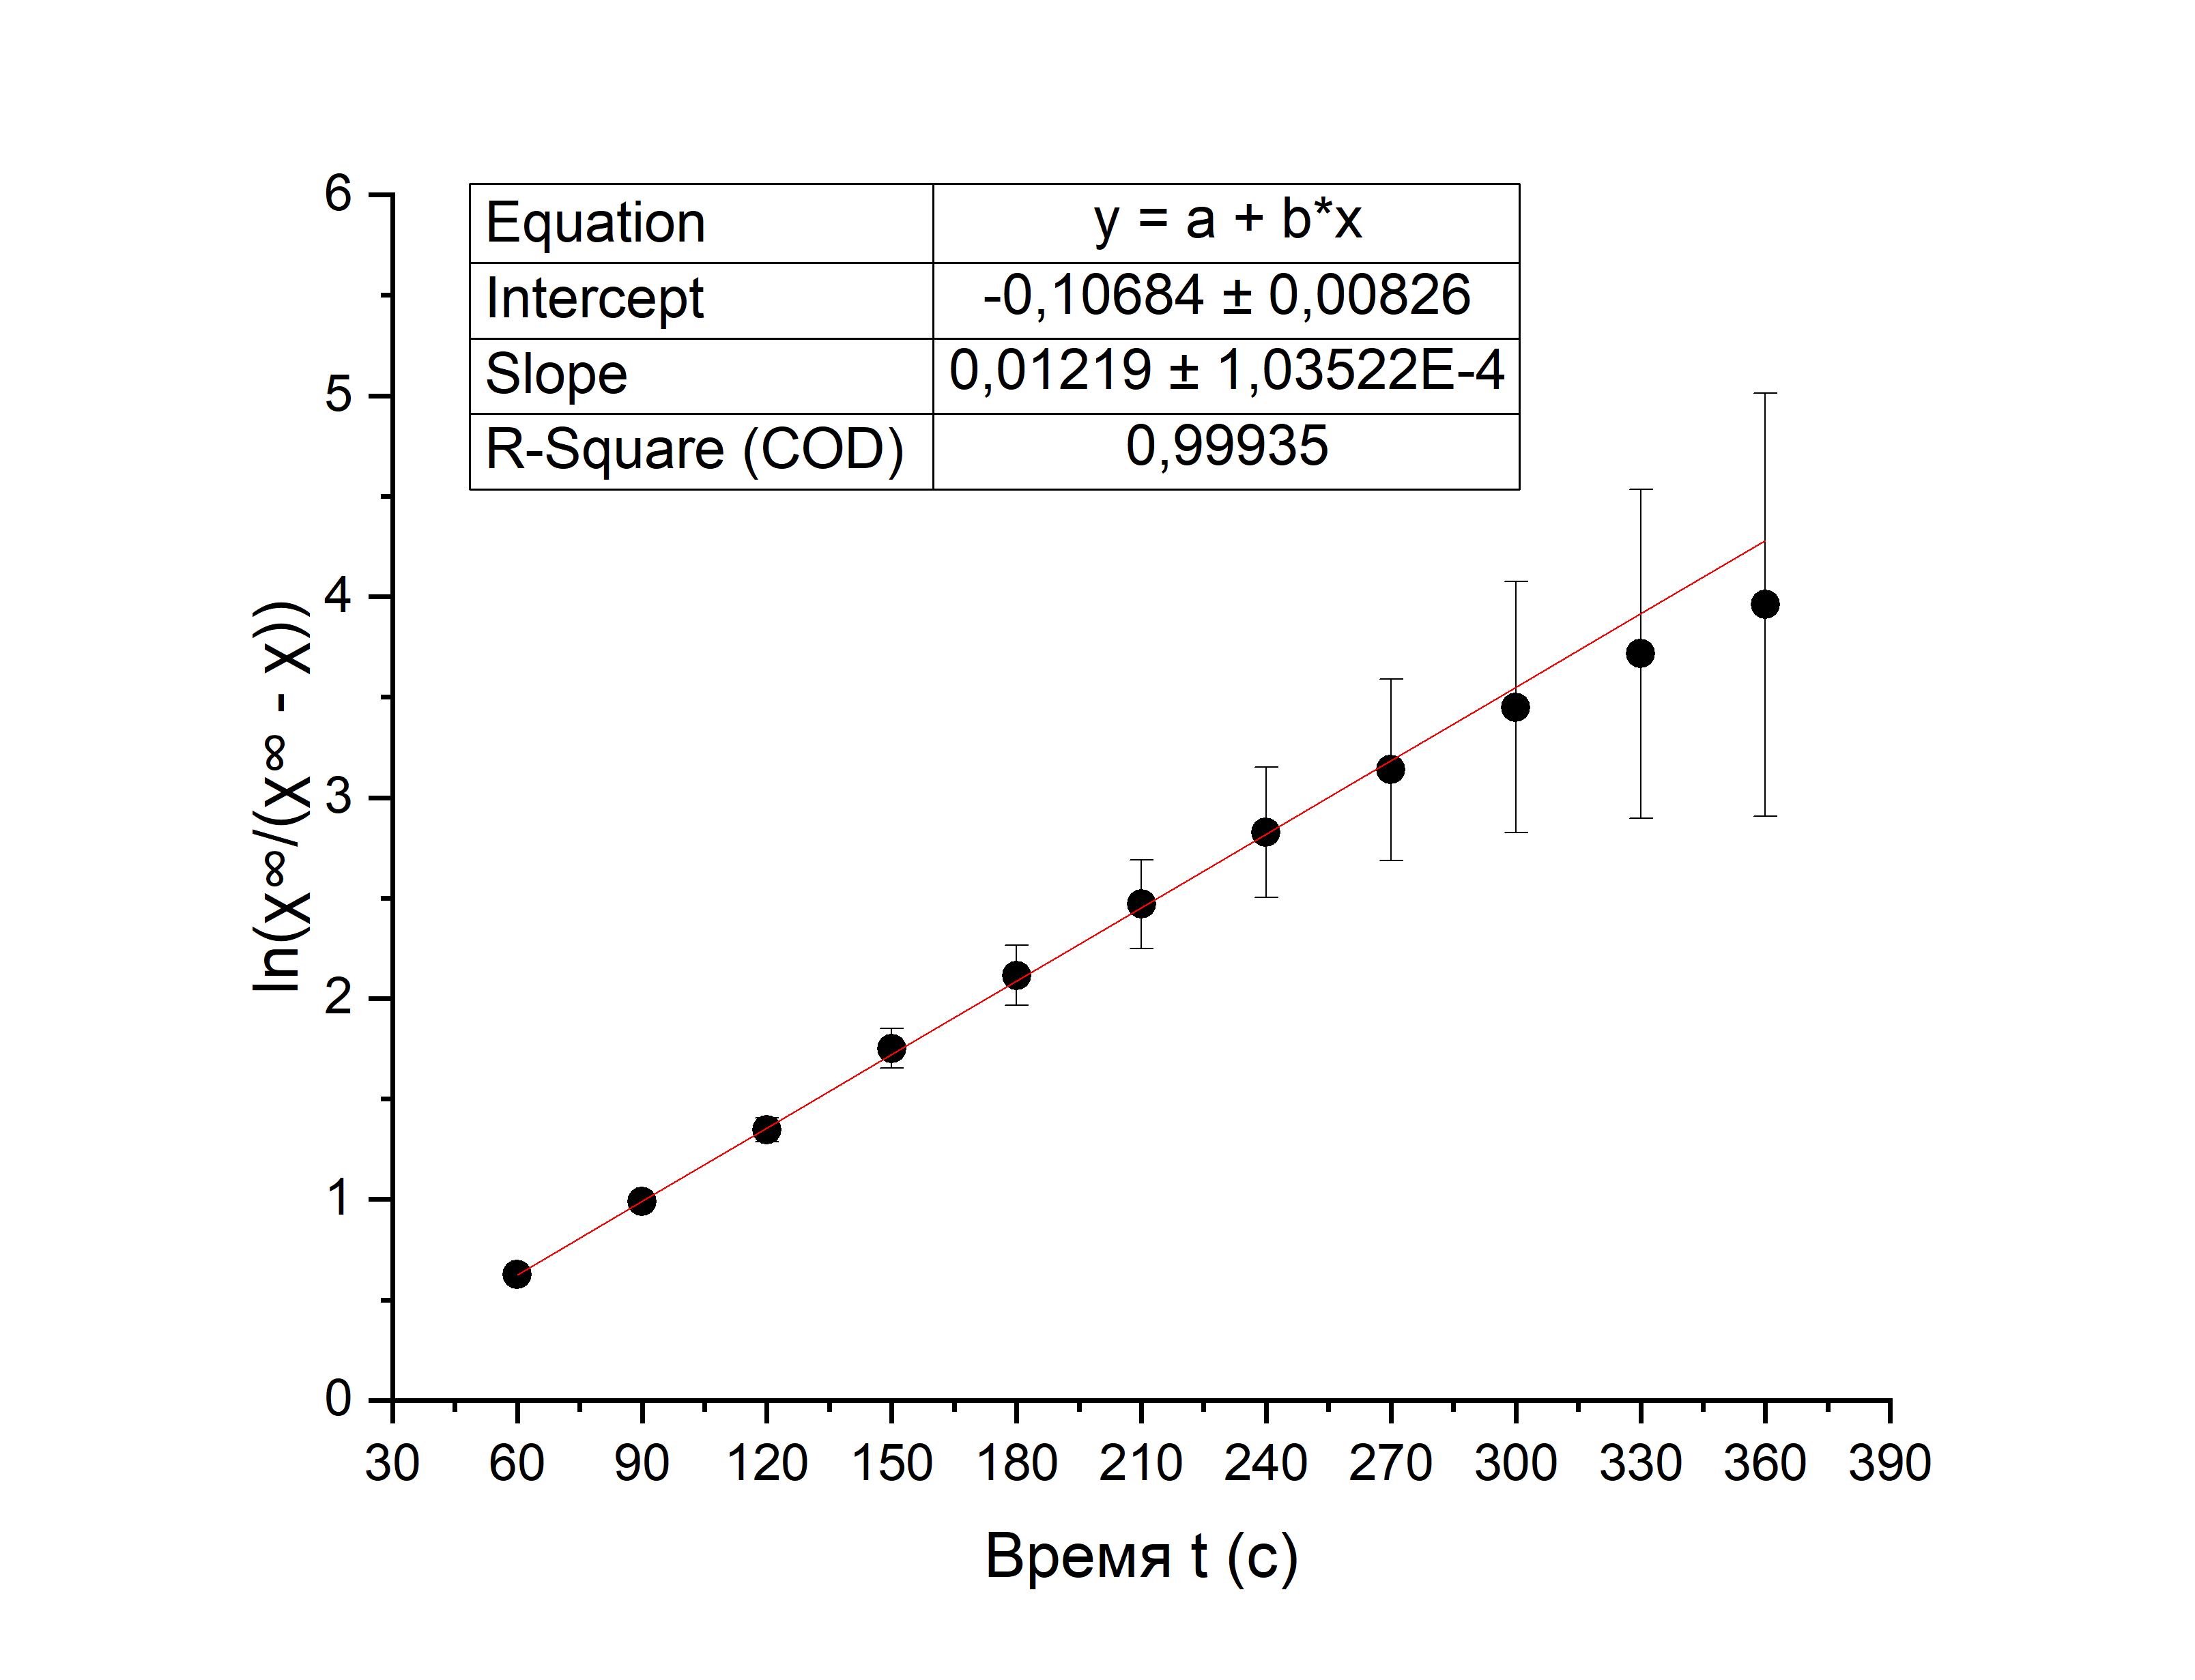 Equation y = a + b*x
Intercept -0,10684 ± 0,00826
Slope 0,01219 ± 1,03522E-4
R-Square (COD) 0,99935
ln(χ∞/(χ∞ - χ))
6
5
4
3
2
1
0
30 60 90 120 150 180 210 240 270 300 330 360 390
Время t (с)